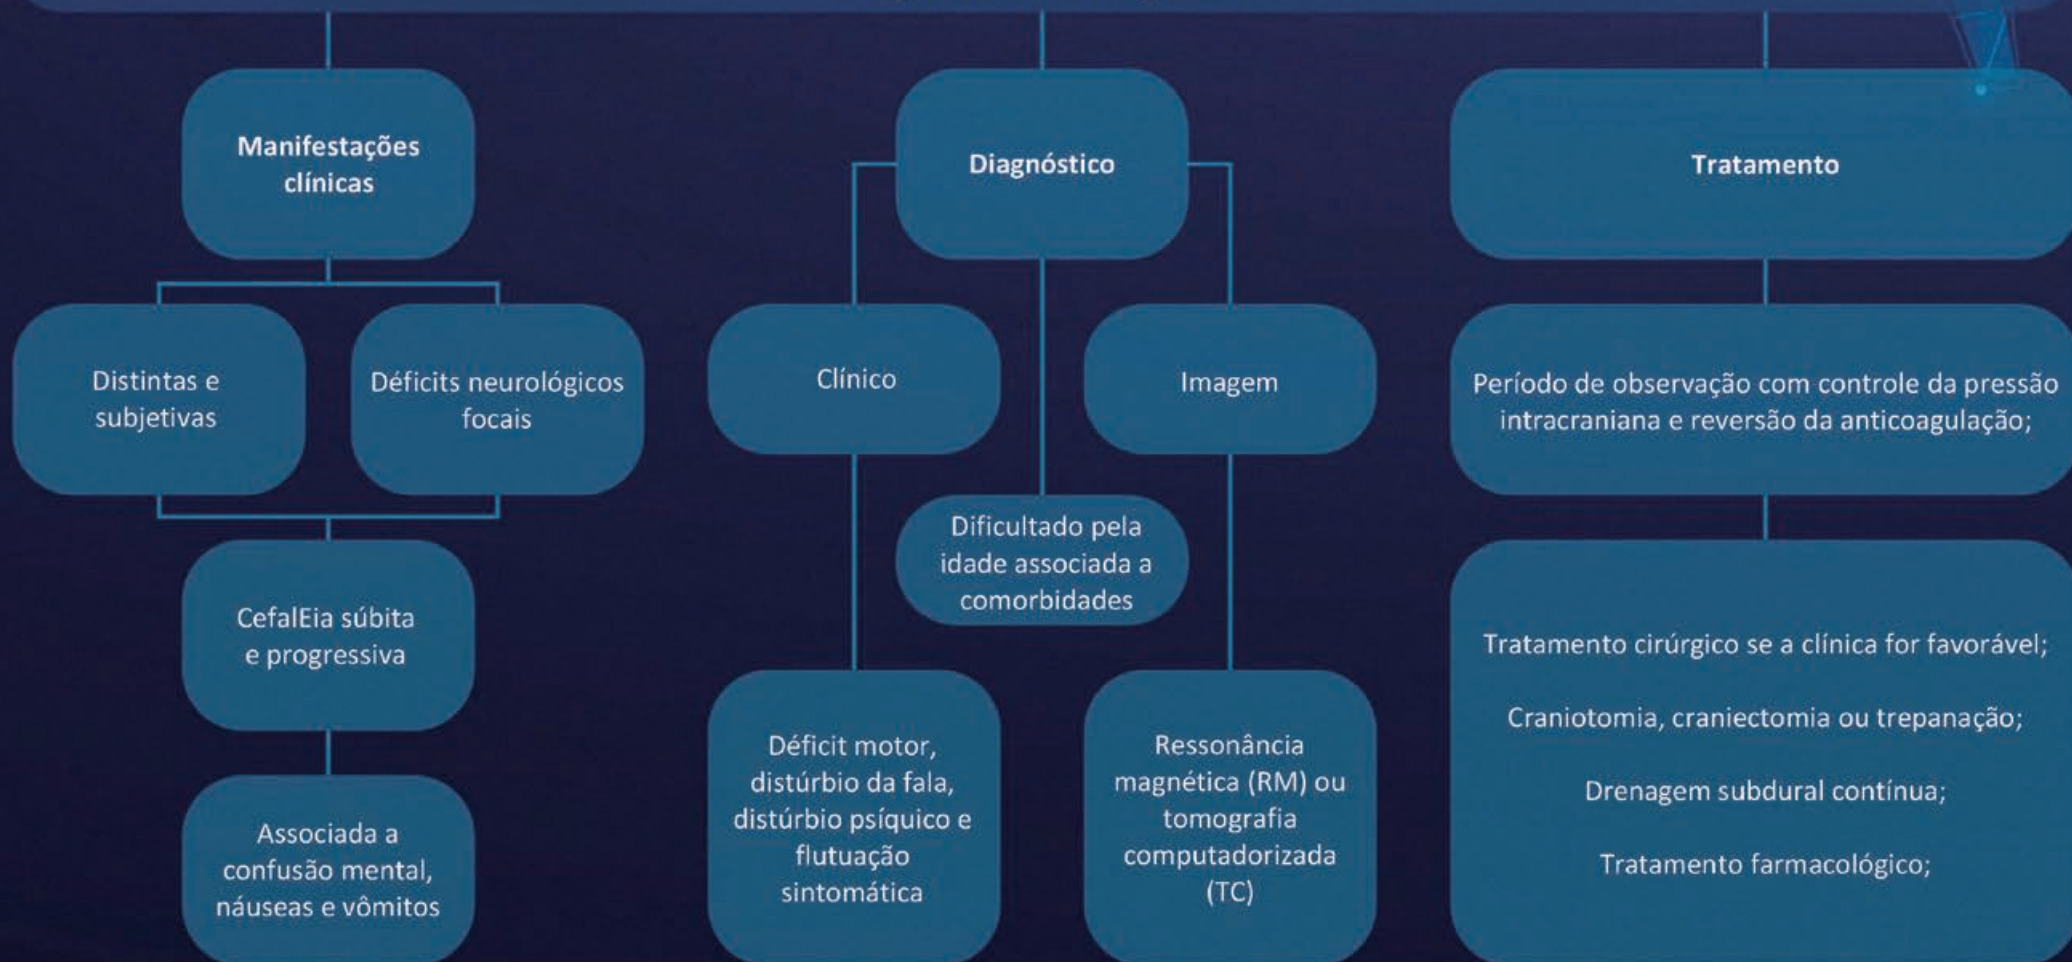 Manifestações
clínicas
Distintas e
subjetivas
Déficits neurológicos
focais
CefalEia súbita
e progressiva
Associada a
confusão mental,
náuseas e vômitos
Diagnóstico
Clínico
Imagem
Dificultado pela
idade associada a
comorbidades
Déficit motor,
distúrbio da fala,
distúrbio psíquico e
flutuação
sintomática
Ressonância
magnética (RM) ou
tomografia
computadorizada
(TC)
Tratamento
Período de observação com controle da pressão
intracraniana e reversão da anticoagulação;
Tratamento cirúrgico se a clínica for favorável;
Craniotomia, craniectomia ou trepanação;
Drenagem subdural contínua;
Tratamento farmacológico;